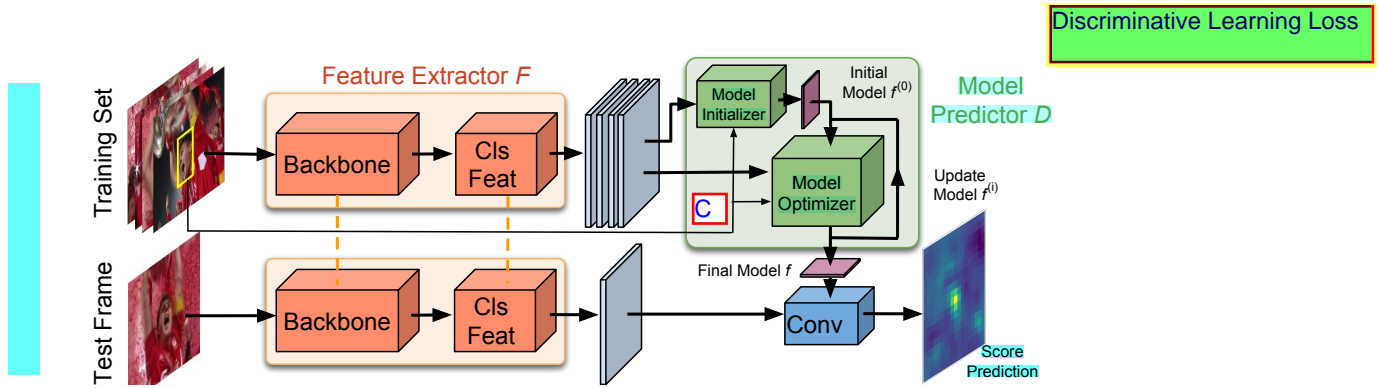 Discriminative Learning Loss
Training Set
Feature Extractor F
Backbone
Cls
Feat
Model
Initializer
Initial
Model f⁽⁰⁾
Model
Predictor D
C
Model
Optimizer
Update
Model f⁽ⁱ⁾
Test Frame
Backbone
Cls
Feat
Final Model f
Conv
Score
Prediction